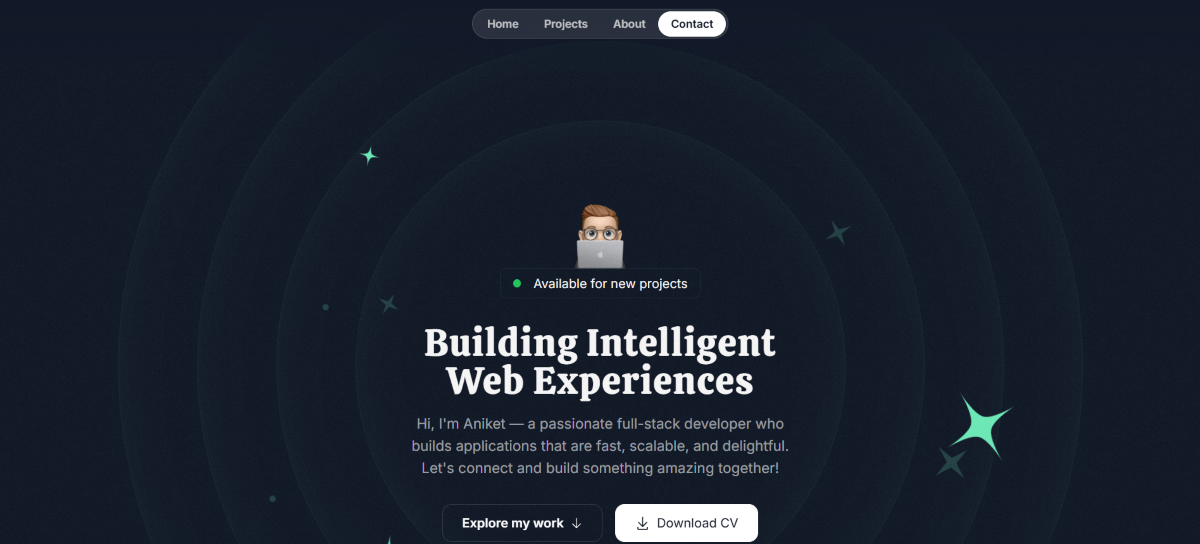 Home Projects About Contact
Available for new projects
Building Intelligent
Web Experiences
Hi, I'm Aniket — a passionate full-stack developer who
builds applications that are fast, scalable, and delightful.
Let's connect and build something amazing together!
Explore my work ↓ Download CV